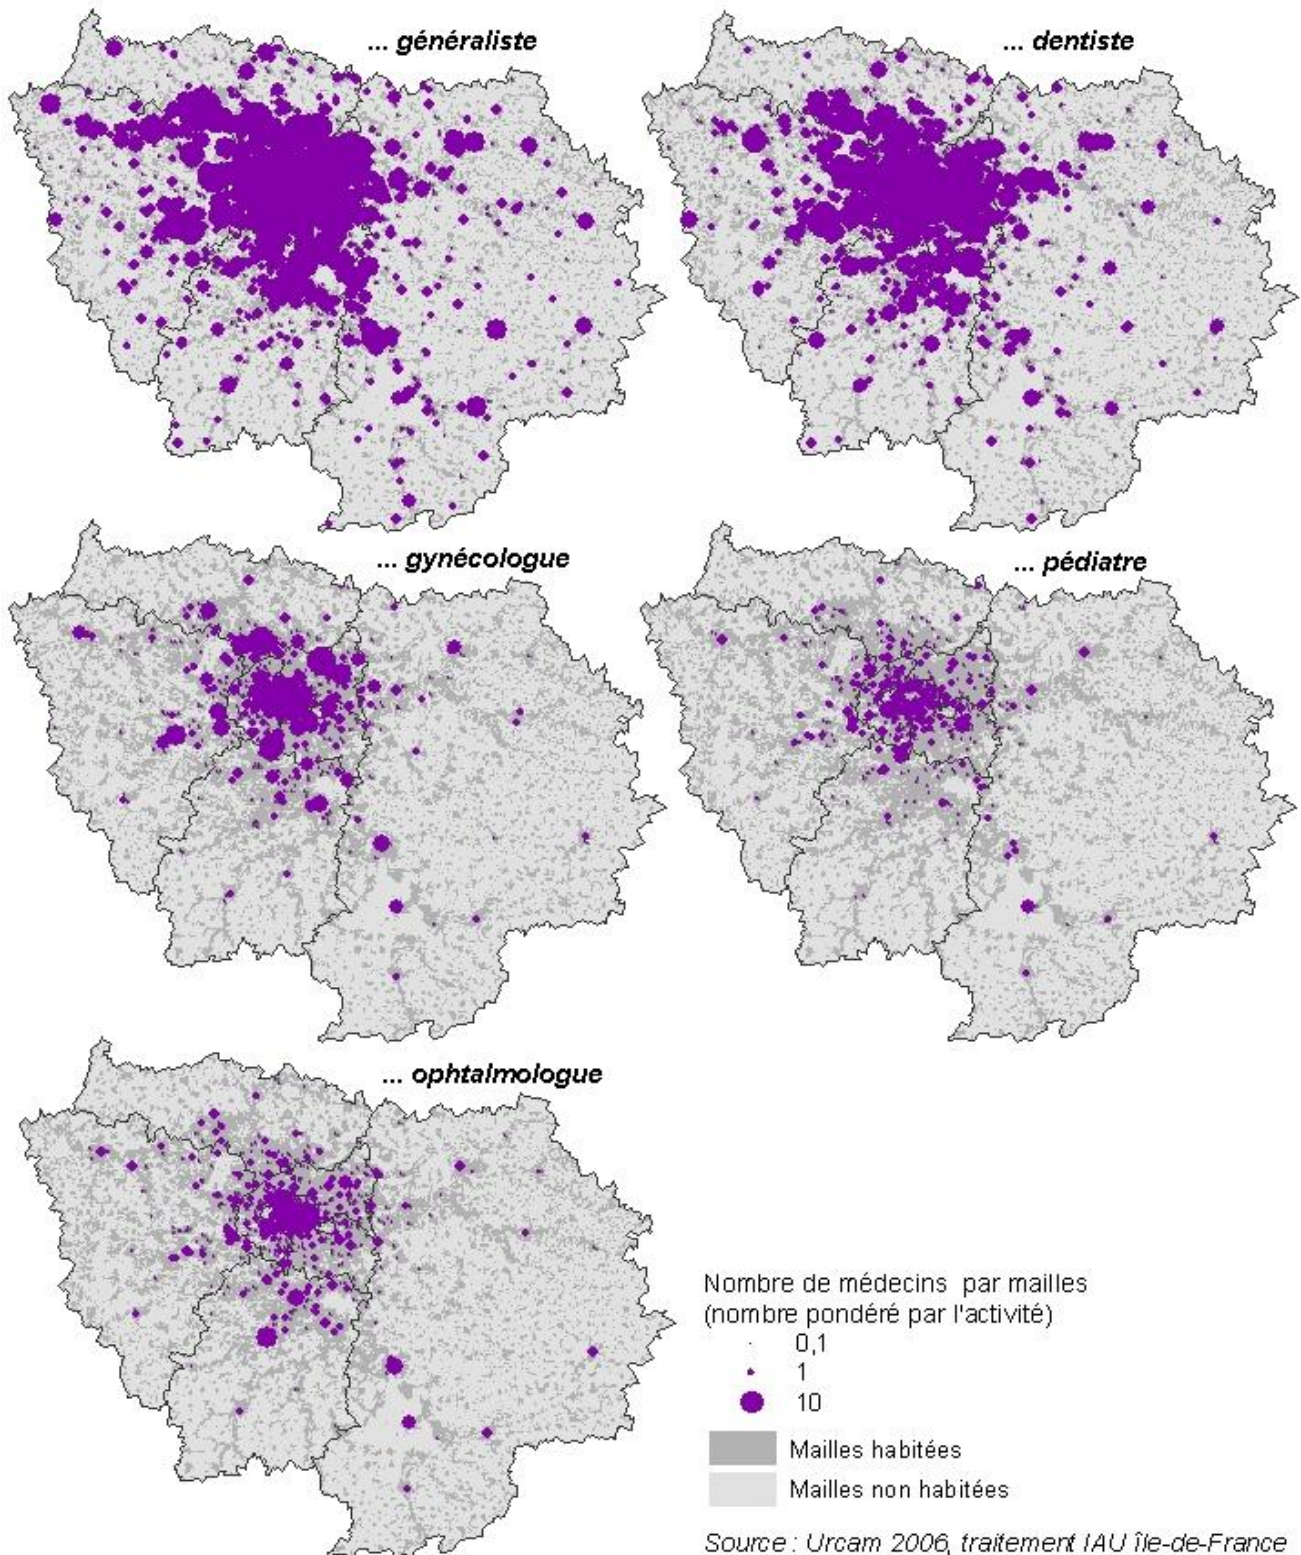 ... généraliste
... dentiste
... gynécologue
... pédiatre
... ophtalmologue
Nombre de médecins par mailles
(nombre pondéré par l'activité)
0,1
1
10
Mailles habitées
Mailles non habitées
Source : Urcam 2006, traitement IAU Île-de-France